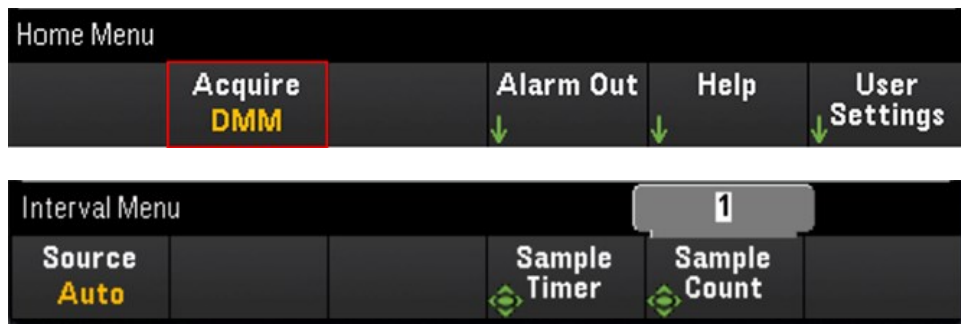 Home Menu
Acquire
DMM
Alarm Out
Help
User
Settings
Interval Menu
1
Source
Auto
Sample
Timer
Sample
Count